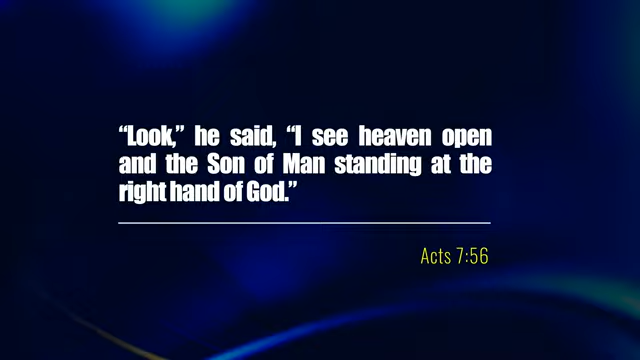 “Look,” he said, “I see heaven open
and the Son of Man standing at the
right hand of God.”
Acts 7:56